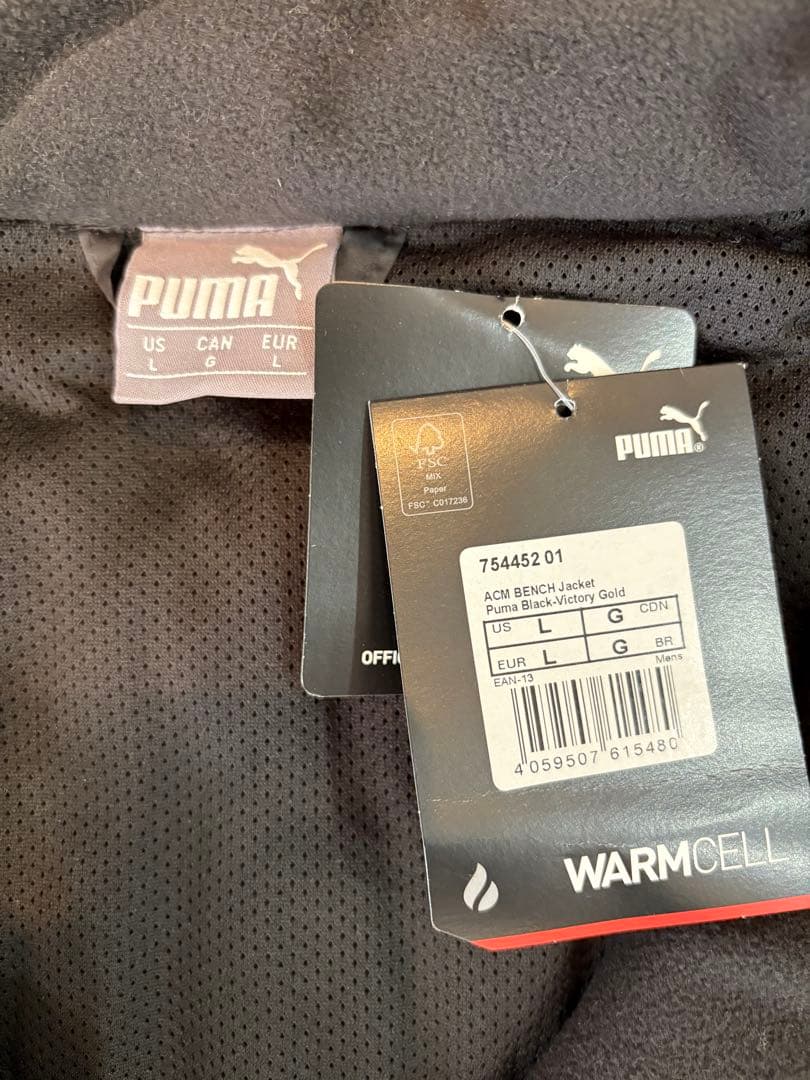 PUMA
US CAN EUR
L G L
OFFI
FSC
MIX
Paper
FSC™ C017236
PUMA®
754452 01
ACM BENCH Jacket
Puma Black-Victory Gold
US L G CDN
EUR L G BR
EAN-13 Mens
4 059507 615480
WARMCELL